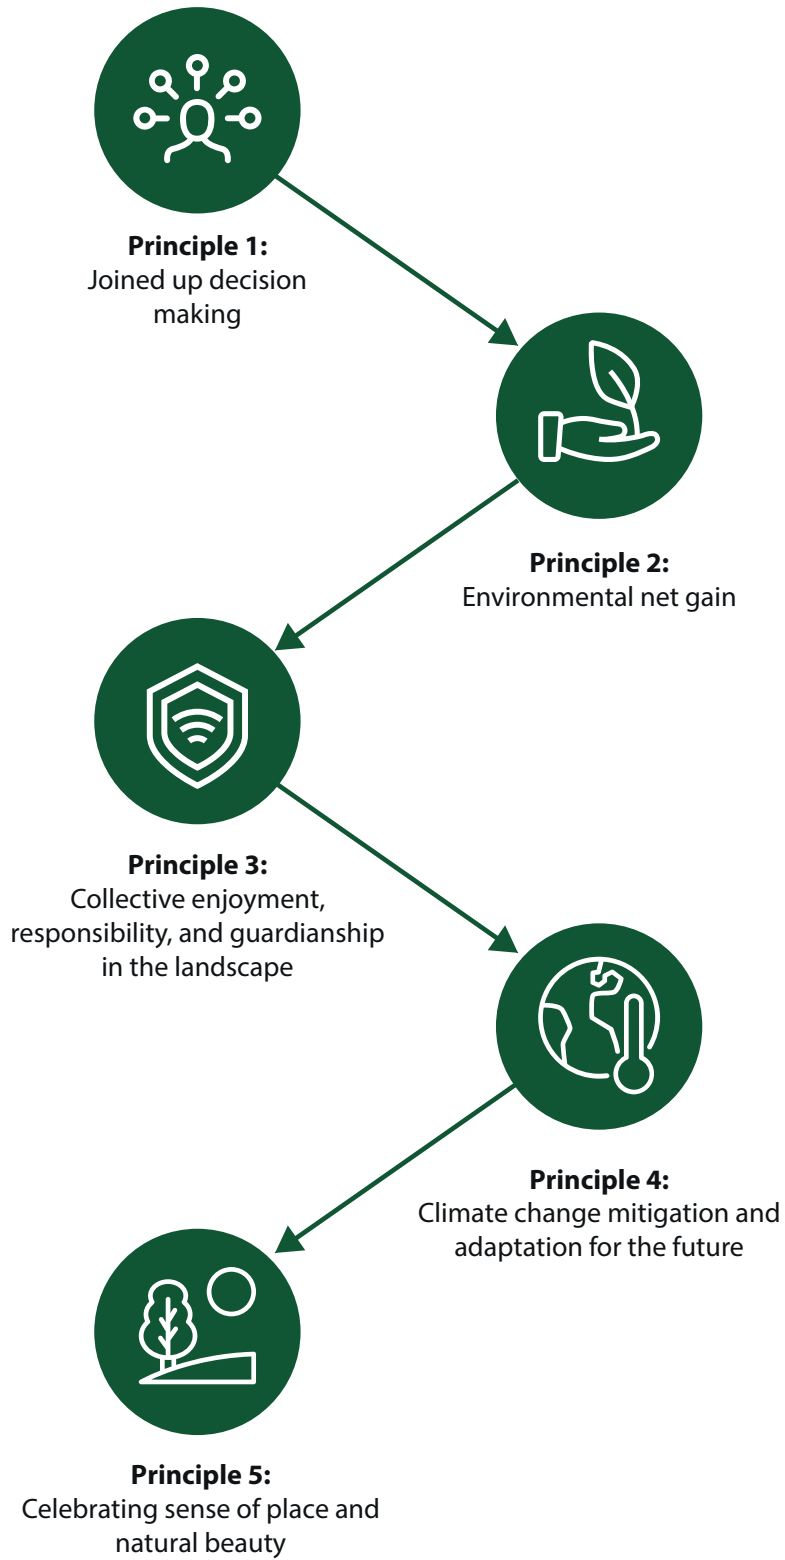 Principle 1:
Joined up decision
making
Principle 2:
Environmental net gain
Principle 3:
Collective enjoyment,
responsibility, and guardianship
in the landscape
Principle 4:
Climate change mitigation and
adaptation for the future
Principle 5:
Celebrating sense of place and
natural beauty